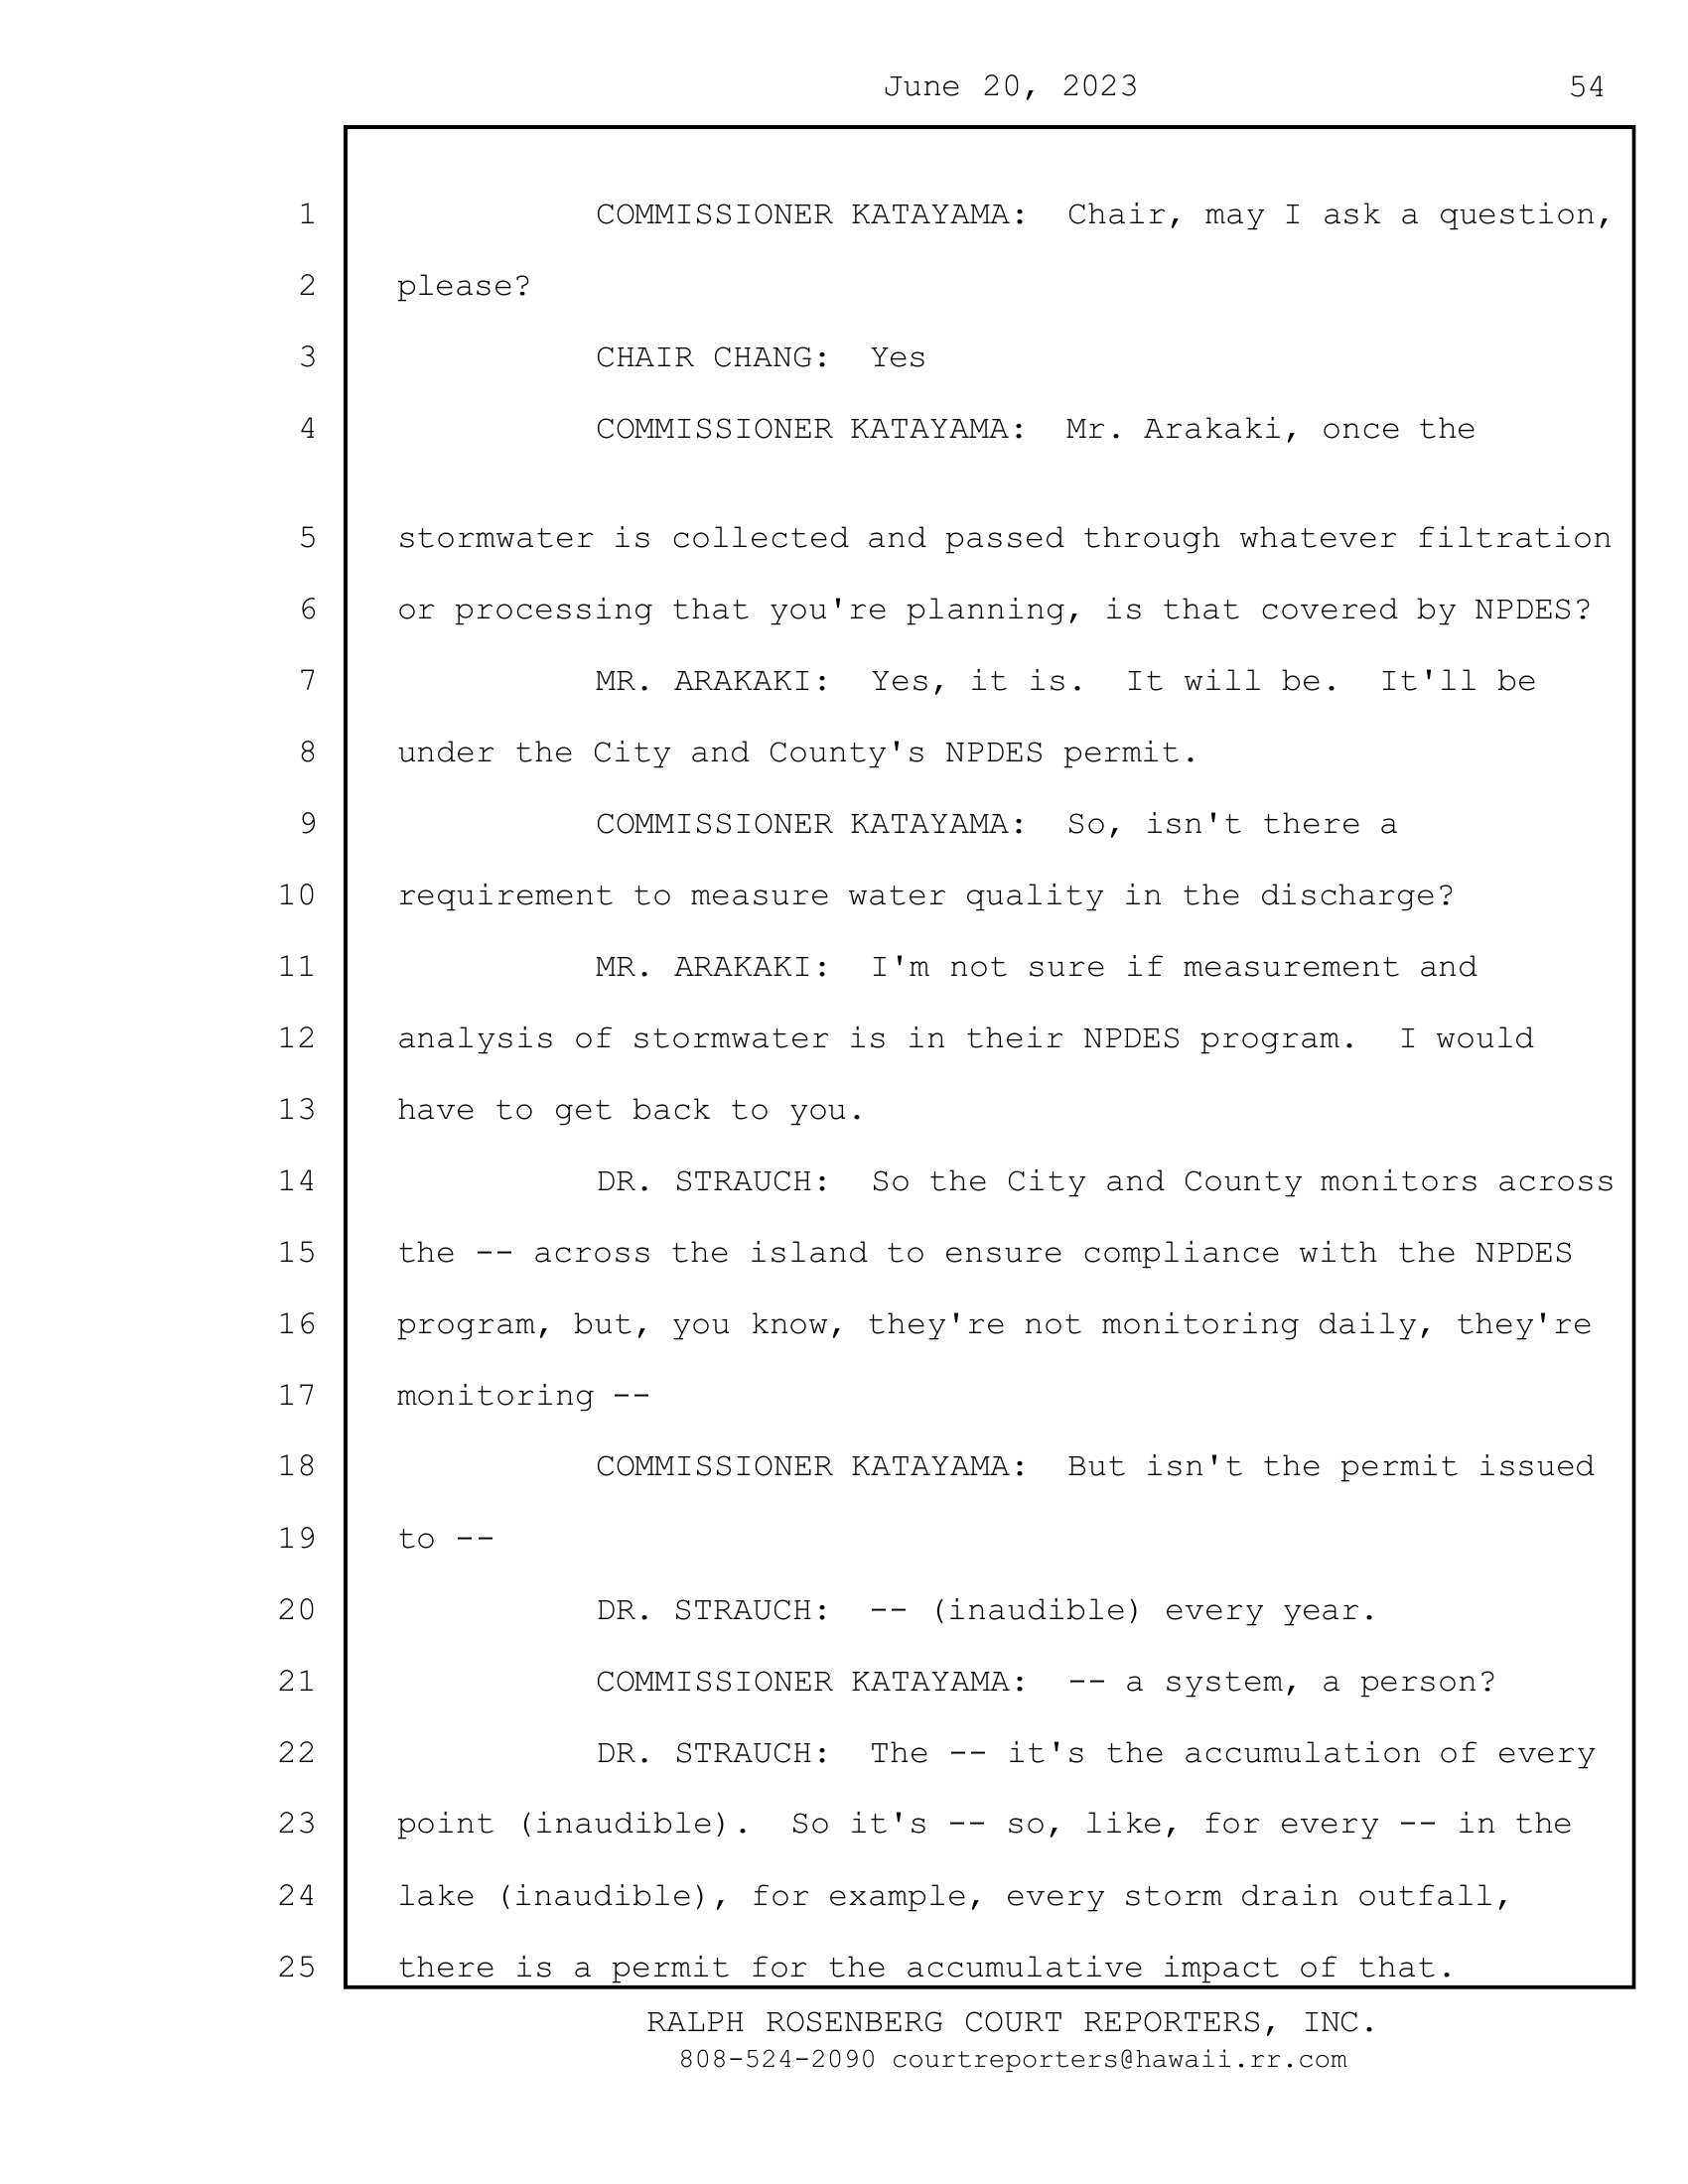 June 20, 2023 54
1 COMMISSIONER KATAYAMA: Chair, may I ask a question,
2 please?
3 CHAIR CHANG: Yes
4 COMMISSIONER KATAYAMA: Mr. Arakaki, once the
5 stormwater is collected and passed through whatever filtration
6 or processing that you're planning, is that covered by NPDES?
7 MR. ARAKAKI: Yes, it is. It will be. It'll be
8 under the City and County's NPDES permit.
9 COMMISSIONER KATAYAMA: So, isn't there a
10 requirement to measure water quality in the discharge?
11 MR. ARAKAKI: I'm not sure if measurement and
12 analysis of stormwater is in their NPDES program. I would
13 have to get back to you.
14 DR. STRAUCH: So the City and County monitors across
15 the -- across the island to ensure compliance with the NPDES
16 program, but, you know, they're not monitoring daily, they're
17 monitoring --
18 COMMISSIONER KATAYAMA: But isn't the permit issued
19 to --
20 DR. STRAUCH: -- (inaudible) every year.
21 COMMISSIONER KATAYAMA: -- a system, a person?
22 DR. STRAUCH: The -- it's the accumulation of every
23 point (inaudible). So it's -- so, like, for every -- in the
24 lake (inaudible), for example, every storm drain outfall,
25 there is a permit for the accumulative impact of that.
RALPH ROSENBERG COURT REPORTERS, INC.
808-524-2090 courtreporters@hawaii.rr.com